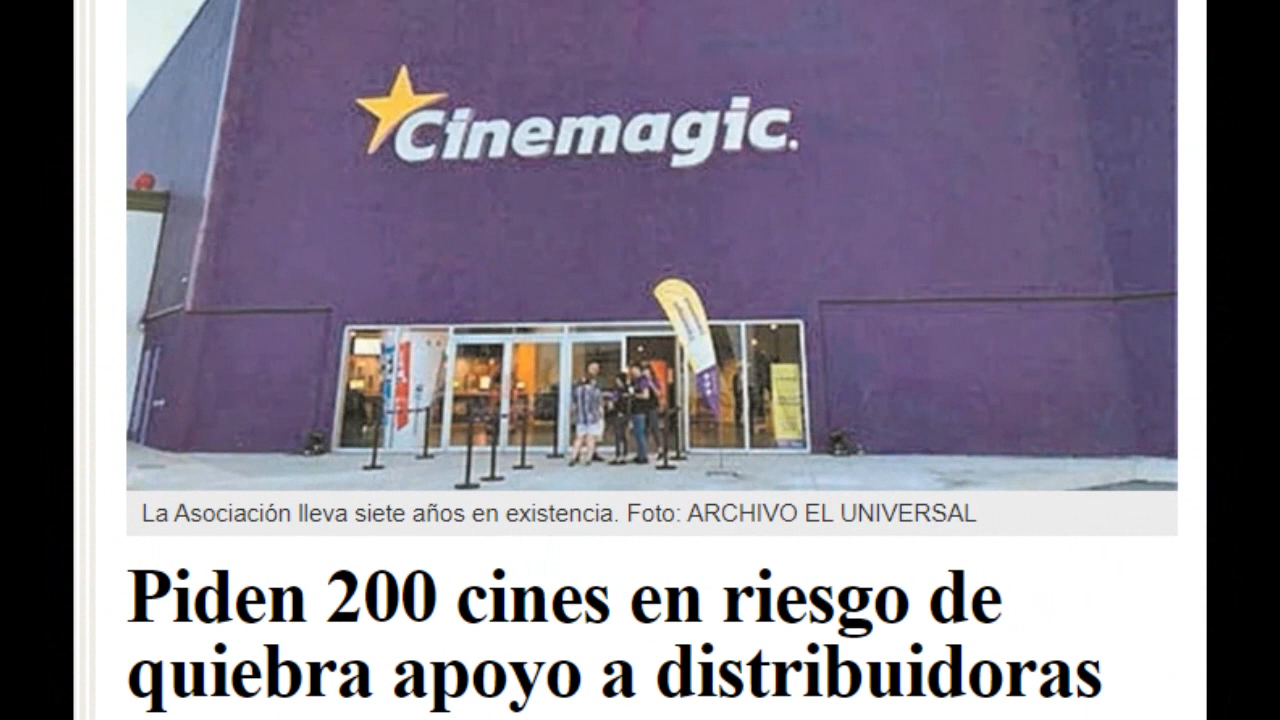 Cinemagic.
La Asociación lleva siete años en existencia. Foto: ARCHIVO EL UNIVERSAL
Piden 200 cines en riesgo de
quiebra apoyo a distribuidoras